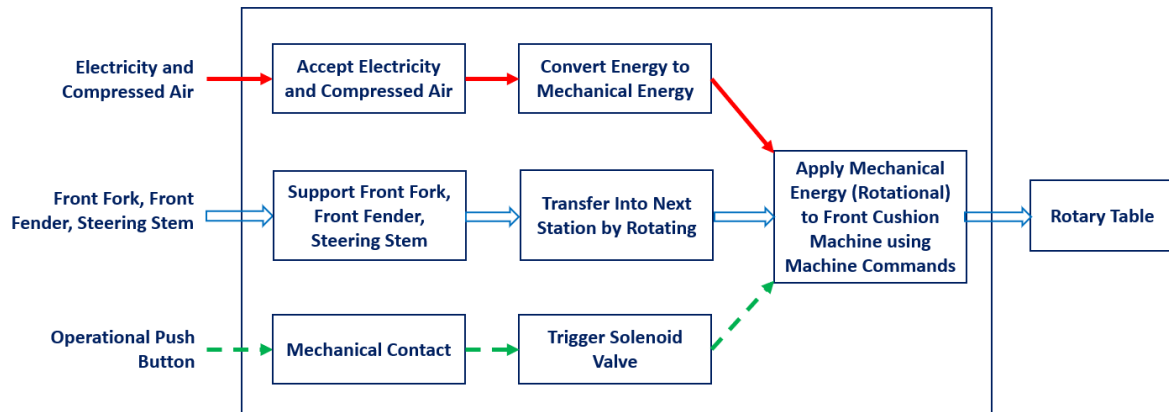 Electricity and
Compressed Air
Accept Electricity
and Compressed Air
Convert Energy to
Mechanical Energy
Front Fork, Front
Fender, Steering Stem
Support Front Fork,
Front Fender,
Steering Stem
Transfer Into Next
Station by Rotating
Apply Mechanical
Energy (Rotational)
to Front Cushion
Machine using
Machine Commands
Rotary Table
Operational Push
Button
Mechanical Contact
Trigger Solenoid
Valve